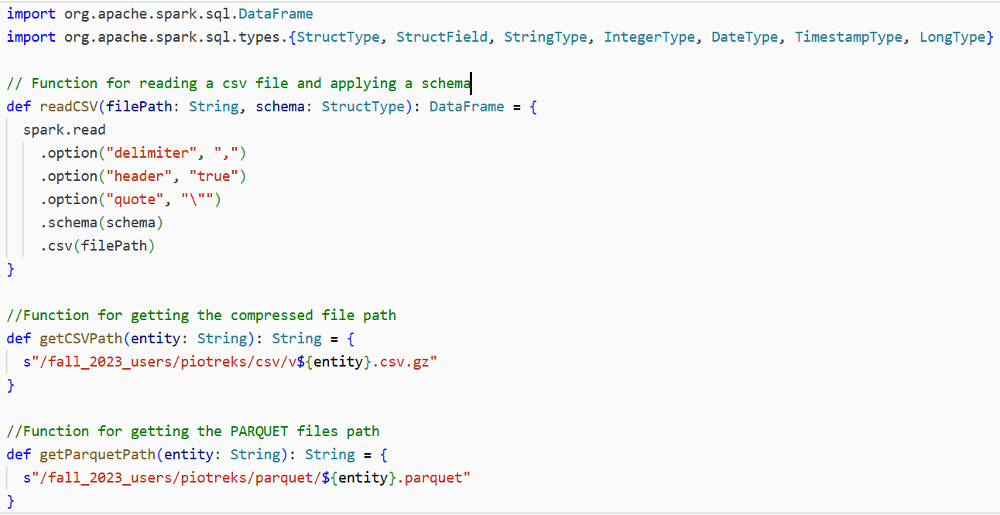 import org.apache.spark.sql.DataFrame
import org.apache.spark.sql.types.{StructType, StructField, StringType, IntegerType, DateType, TimestampType, LongType}
// Function for reading a csv file and applying a schema
def readCSV(filePath: String, schema: StructType): DataFrame = {
  spark.read
    .option("delimiter", ",")
    .option("header", "true")
    .option("quote", "\"")
    .schema(schema)
    .csv(filePath)
}
//Function for getting the compressed file path
def getCSVPath(entity: String): String = {
  s"/fall_2023_users/piotreks/csv/v${entity}.csv.gz"
}
//Function for getting the PARQUET files path
def getParquetPath(entity: String): String = {
  s"/fall_2023_users/piotreks/parquet/${entity}.parquet"
}